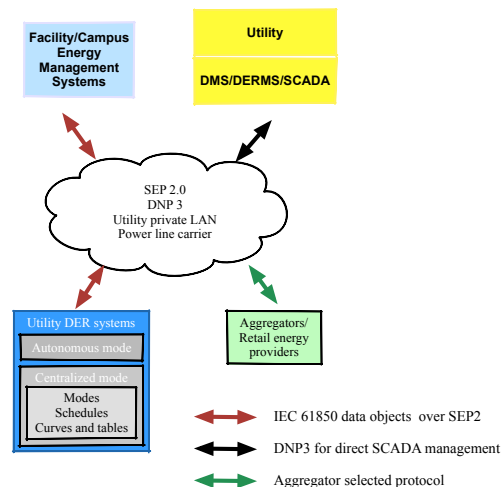 Facility/Campus
Energy
Management
Systems
Utility
DMS/DERMS/SCADA
SEP 2.0
DNP 3
Utility private LAN
Power line carrier
Utility DER systems
Autonomous mode
Centralized mode
Modes
Schedules
Curves and tables
Aggregators/
Retail energy
providers
IEC 61850 data objects over SEP2
DNP3 for direct SCADA management
Aggregator selected protocol